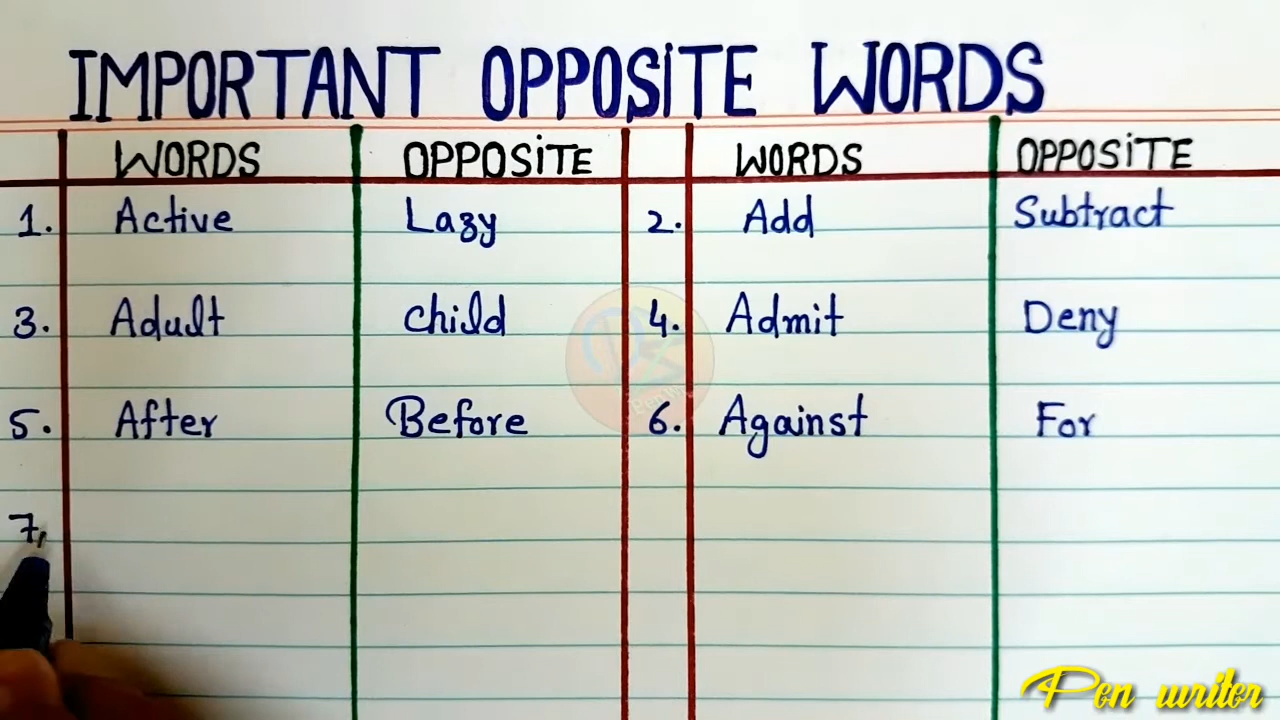 IMPORTANT OPPOSITE WORDS
WORDS OPPOSITE WORDS OPPOSITE
1. Active Lazy 2. Add Subtract
3. Adult child 4. Admit Deny
5. After Before 6. Against For
7.
Pen writer